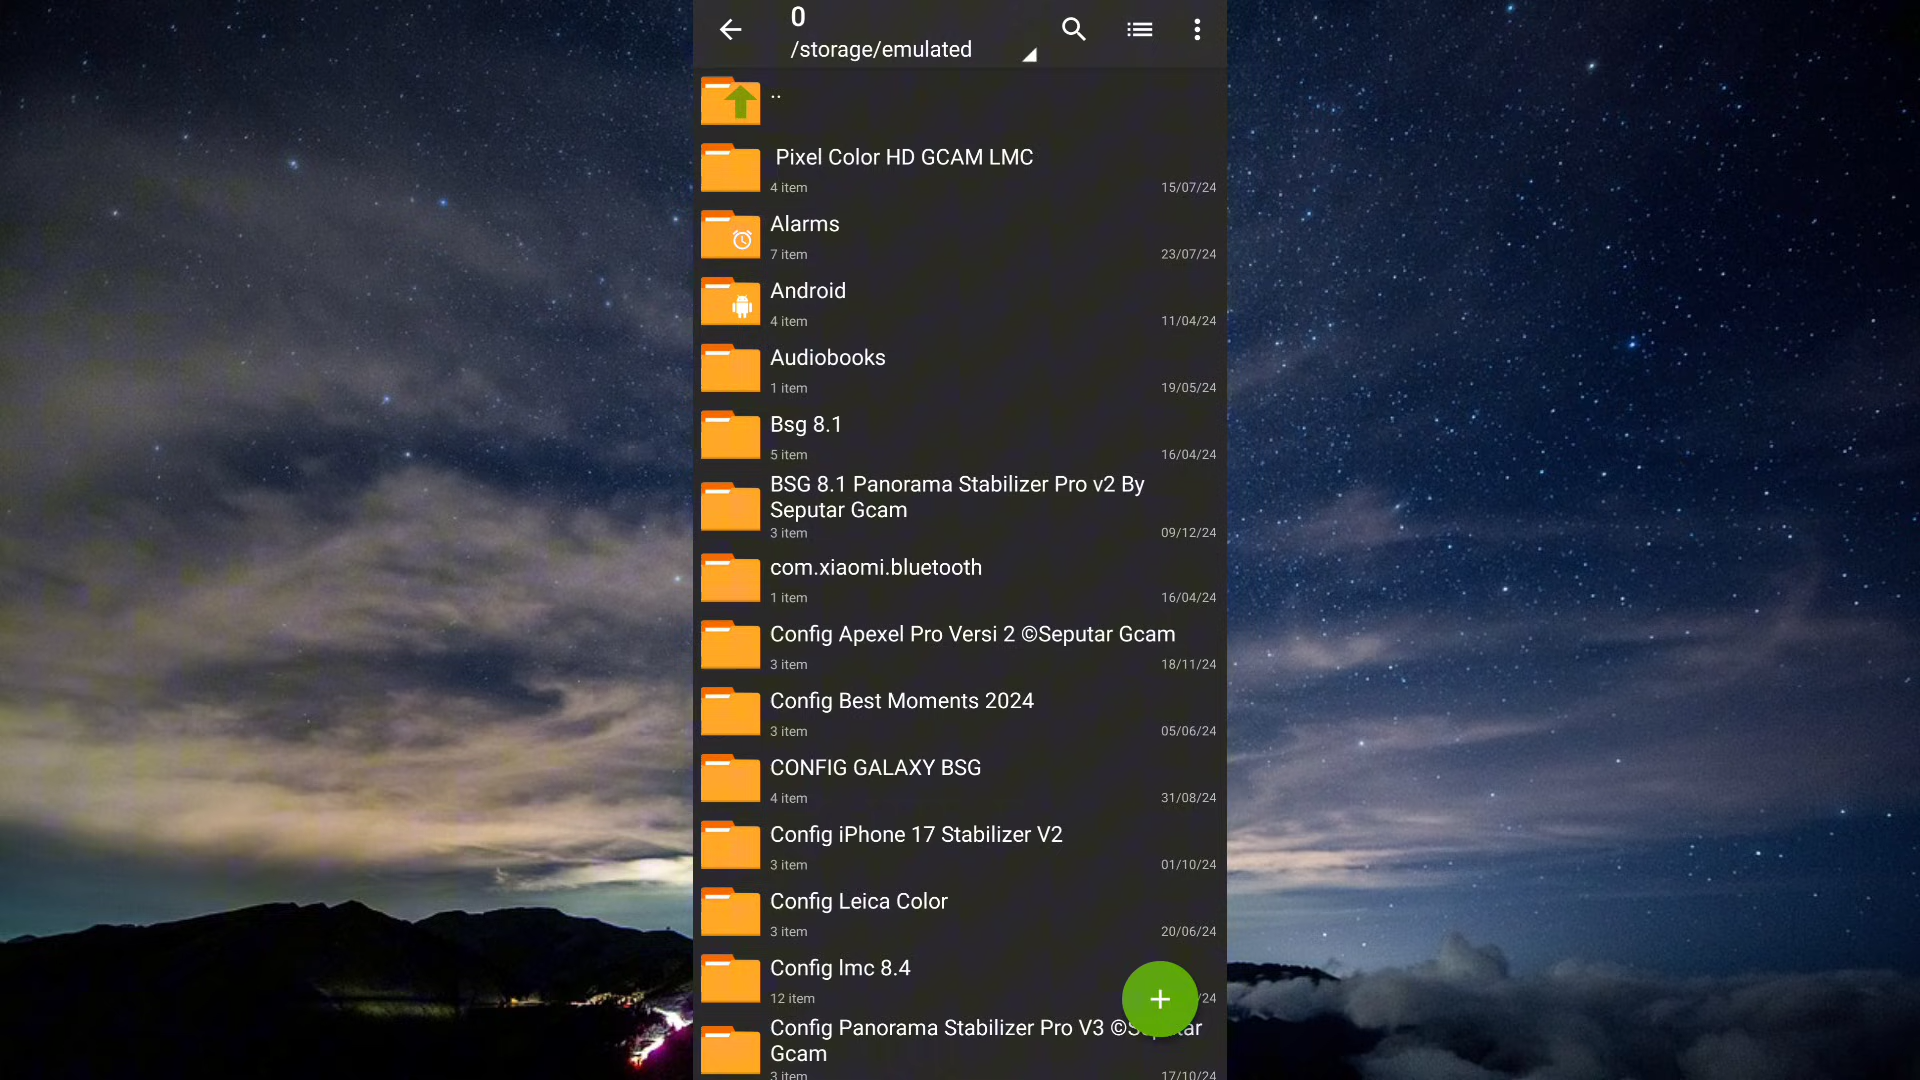 0
/storage/emulated
..
Pixel Color HD GCAM LMC
4 item
15/07/24
Alarms
7 item
23/07/24
Android
4 item
11/04/24
Audiobooks
1 item
19/05/24
Bsg 8.1
5 item
16/04/24
BSG 8.1 Panorama Stabilizer Pro v2 By
Seputar Gcam
3 item
09/12/24
com.xiaomi.bluetooth
1 item
16/04/24
Config Apexel Pro Versi 2 ©Seputar Gcam
3 item
18/11/24
Config Best Moments 2024
3 item
05/06/24
CONFIG GALAXY BSG
4 item
31/08/24
Config iPhone 17 Stabilizer V2
3 item
01/10/24
Config Leica Color
3 item
20/06/24
Config lmc 8.4
12 item
/24
Config Panorama Stabilizer Pro V3
Gcam
3 item
17/10/24